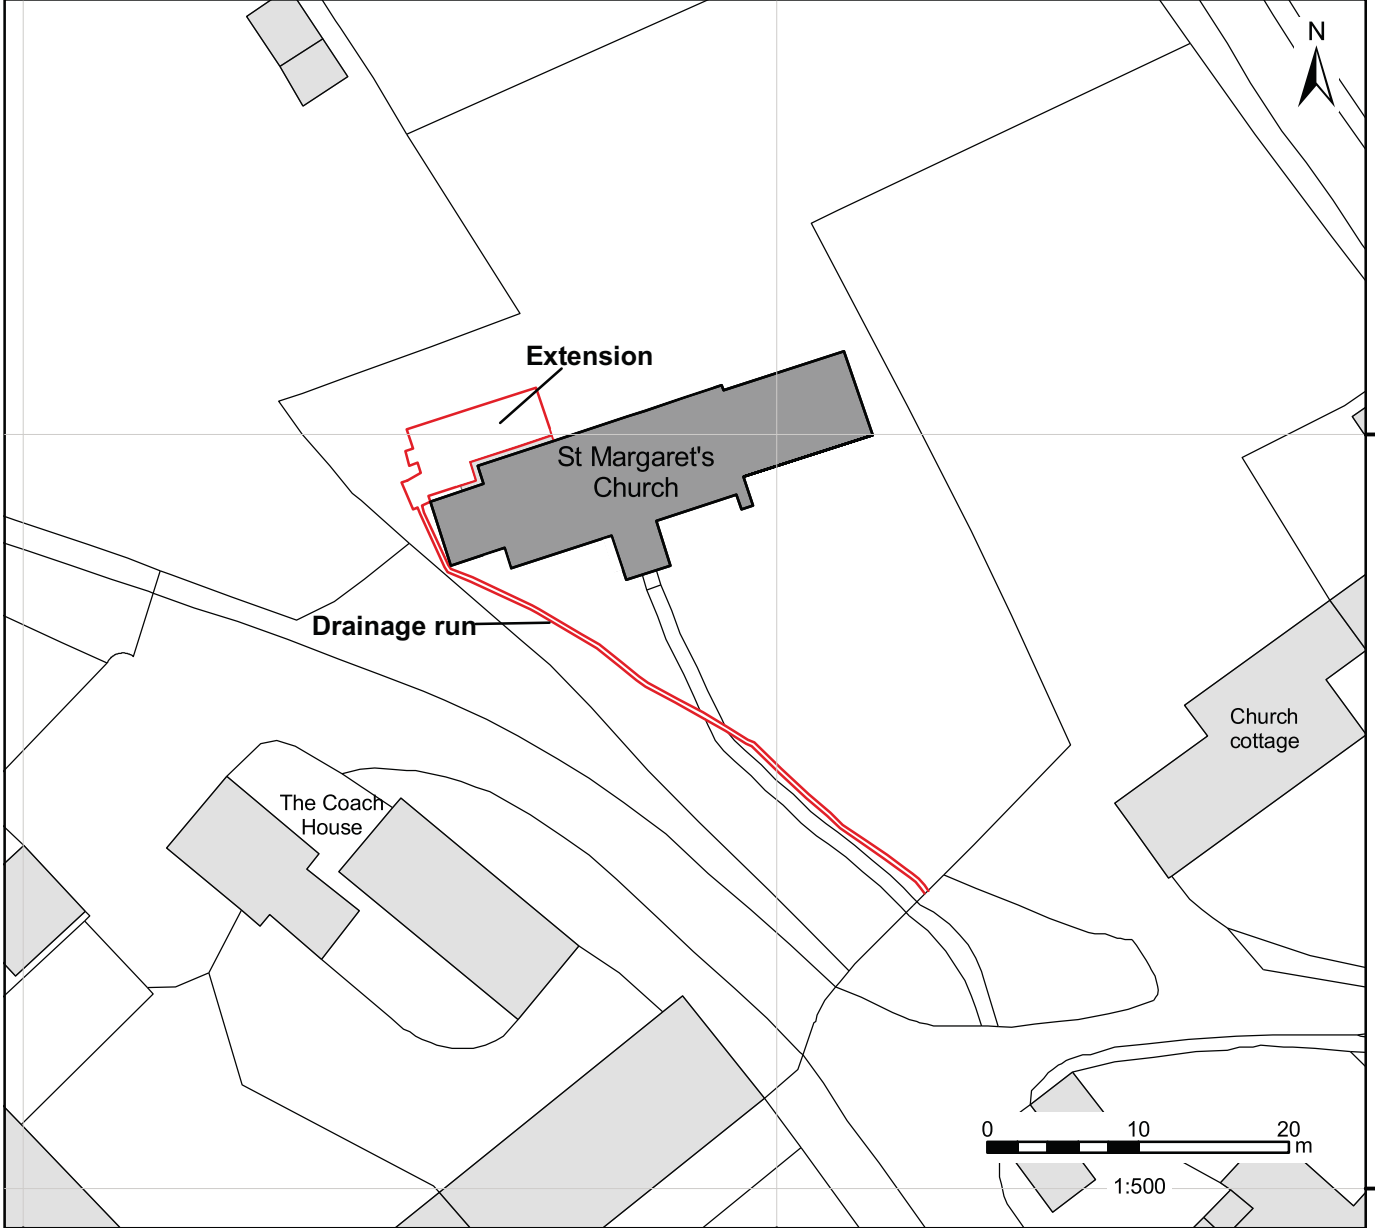 N
Extension
St Margaret's
Church
Drainage run
Church
cottage
The Coach
House
0 10 20
m
1:500